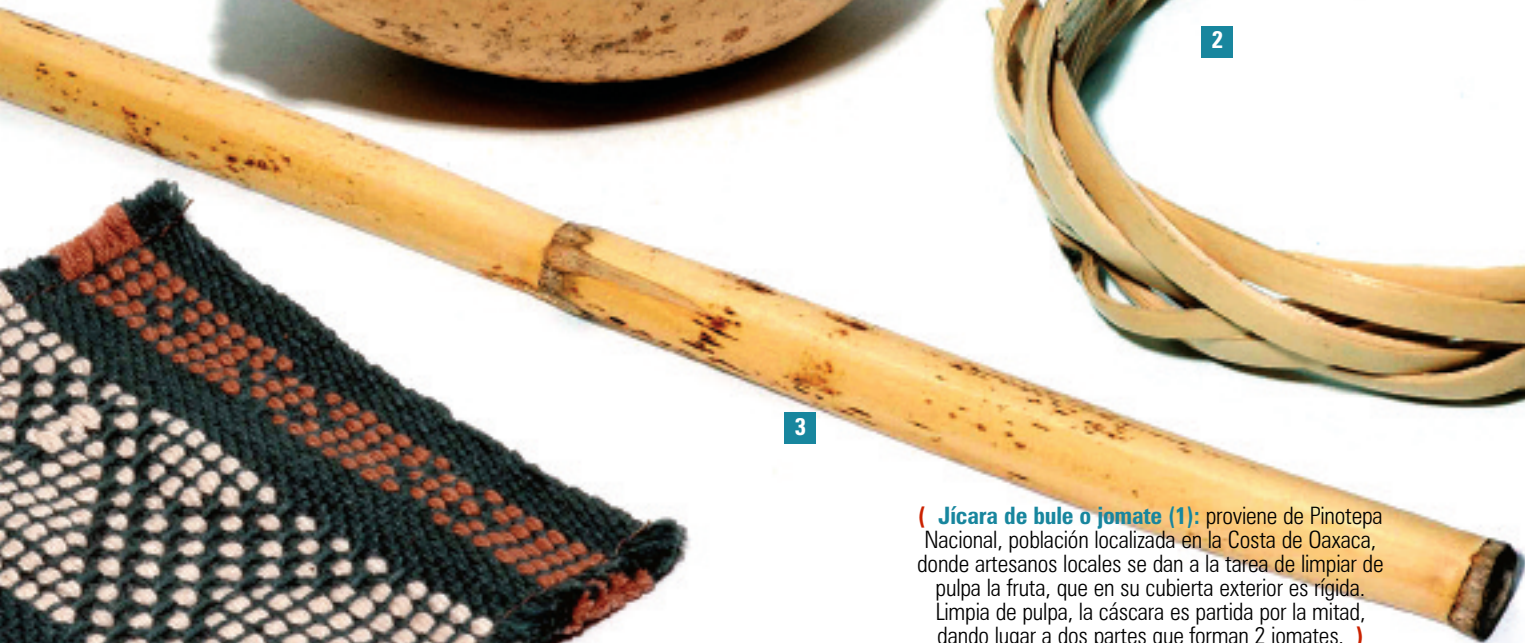 2
3
( Jícara de bule o jomate (1): proviene de Pinotepa
Nacional, población localizada en la Costa de Oaxaca,
donde artesanos locales se dan a la tarea de limpiar de
pulpa la fruta, que en su cubierta exterior es rígida.
Limpia de pulpa, la cáscara es partida por la mitad,
dando lugar a dos partes que forman 2 jomates. )